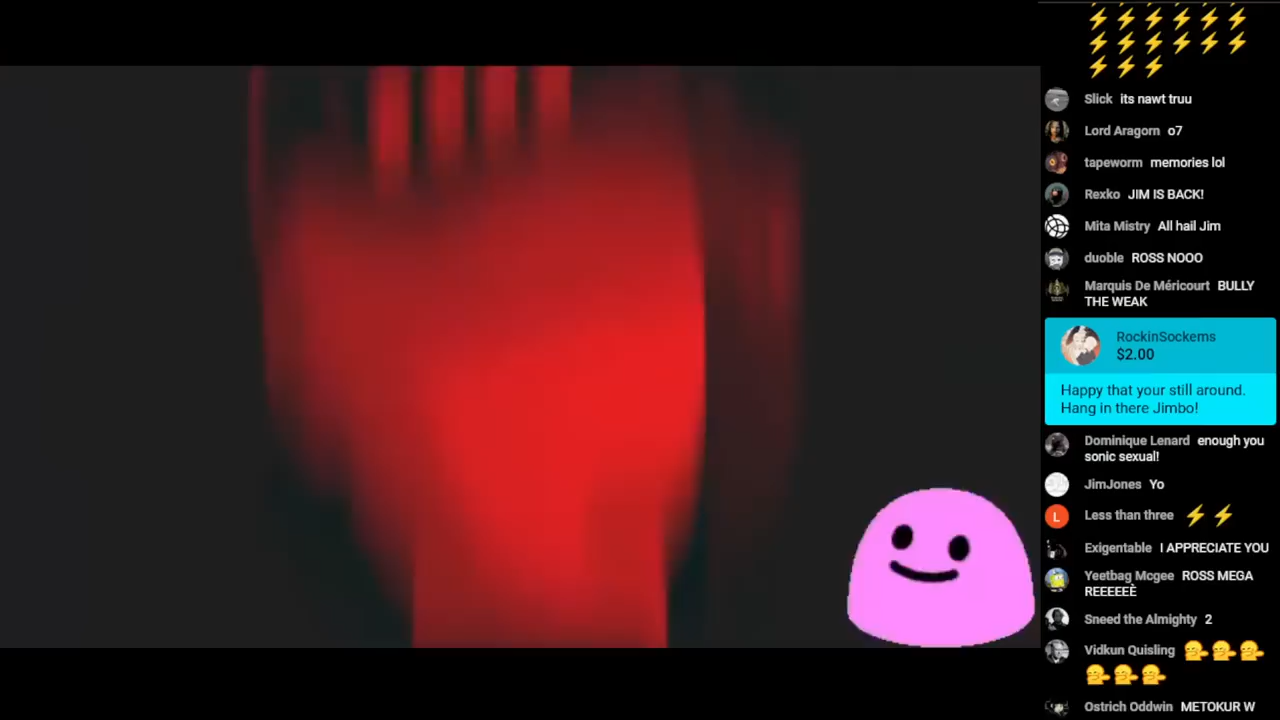 Slick its nawt truu
Lord Aragorn o7
tapeworm memories lol
Rexko JIM IS BACK!
Mita Mistry All hail Jim
duoble ROSS NOOO
Marquis De Méricourt BULLY
THE WEAK
RockinSockems
$2.00
Happy that your still around.
Hang in there Jimbo!
Dominique Lenard enough you
sonic sexual!
JimJones Yo
L
Less than three ⚡⚡
Exigentable I APPRECIATE YOU
Yeetbag Mcgee ROSS MEGA
REEEEEÈ
Sneed the Almighty 2
Vidkun Quisling
Ostrich Oddwin METOKUR W